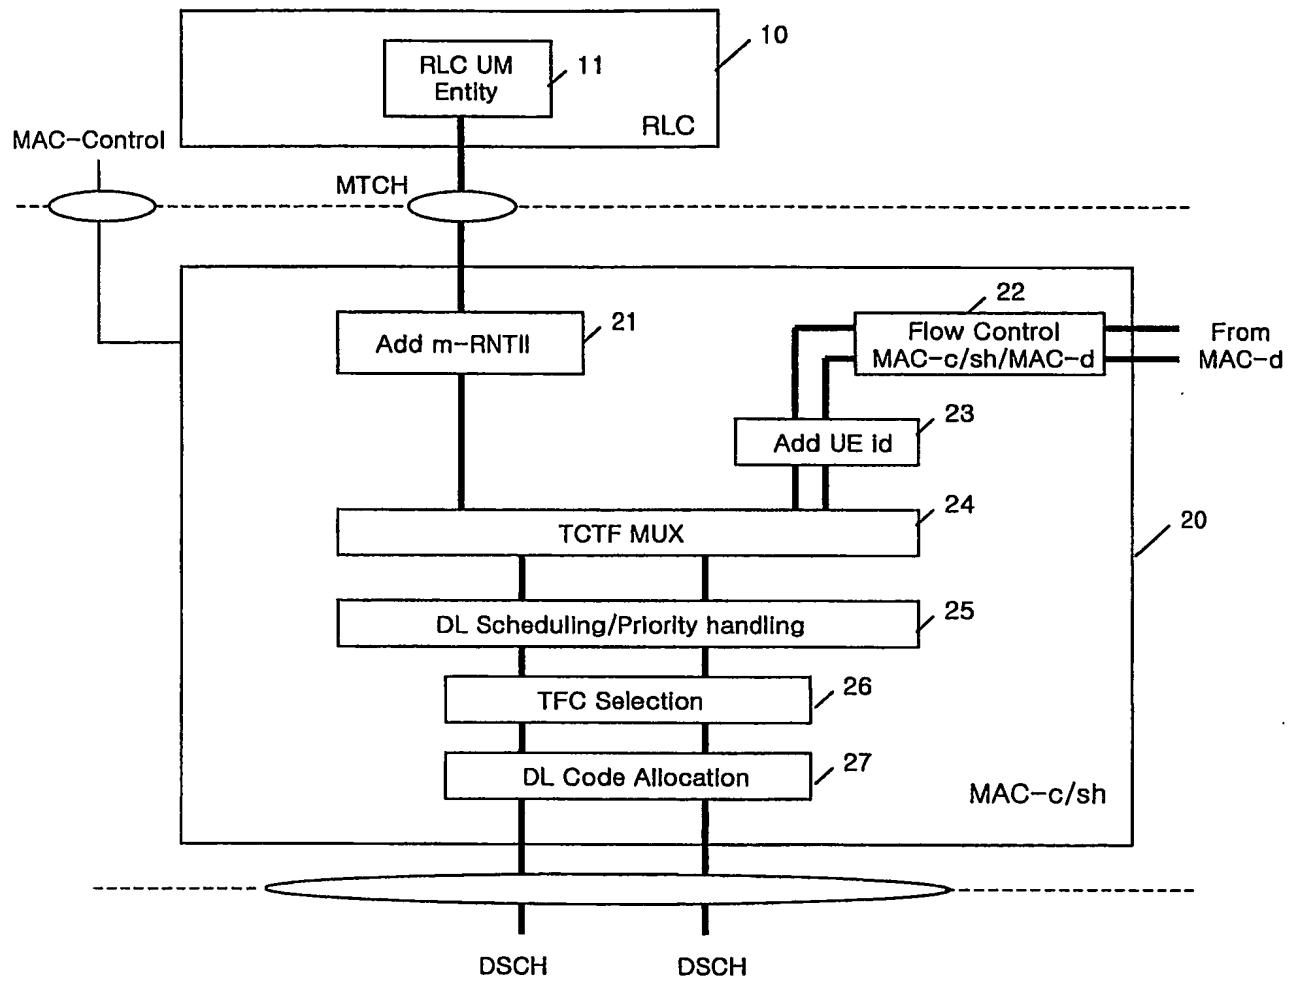 10
RLC UM
Entity
11
RLC
MAC-Control
MTCH
22
21
Add m-RNTII
Flow Control
MAC-c/sh/MAC-d
From
MAC-d
23
Add UE id
24
TCTF MUX
20
25
DL Scheduling/Priority handling
26
TFC Selection
27
DL Code Allocation
MAC-c/sh
DSCH
DSCH